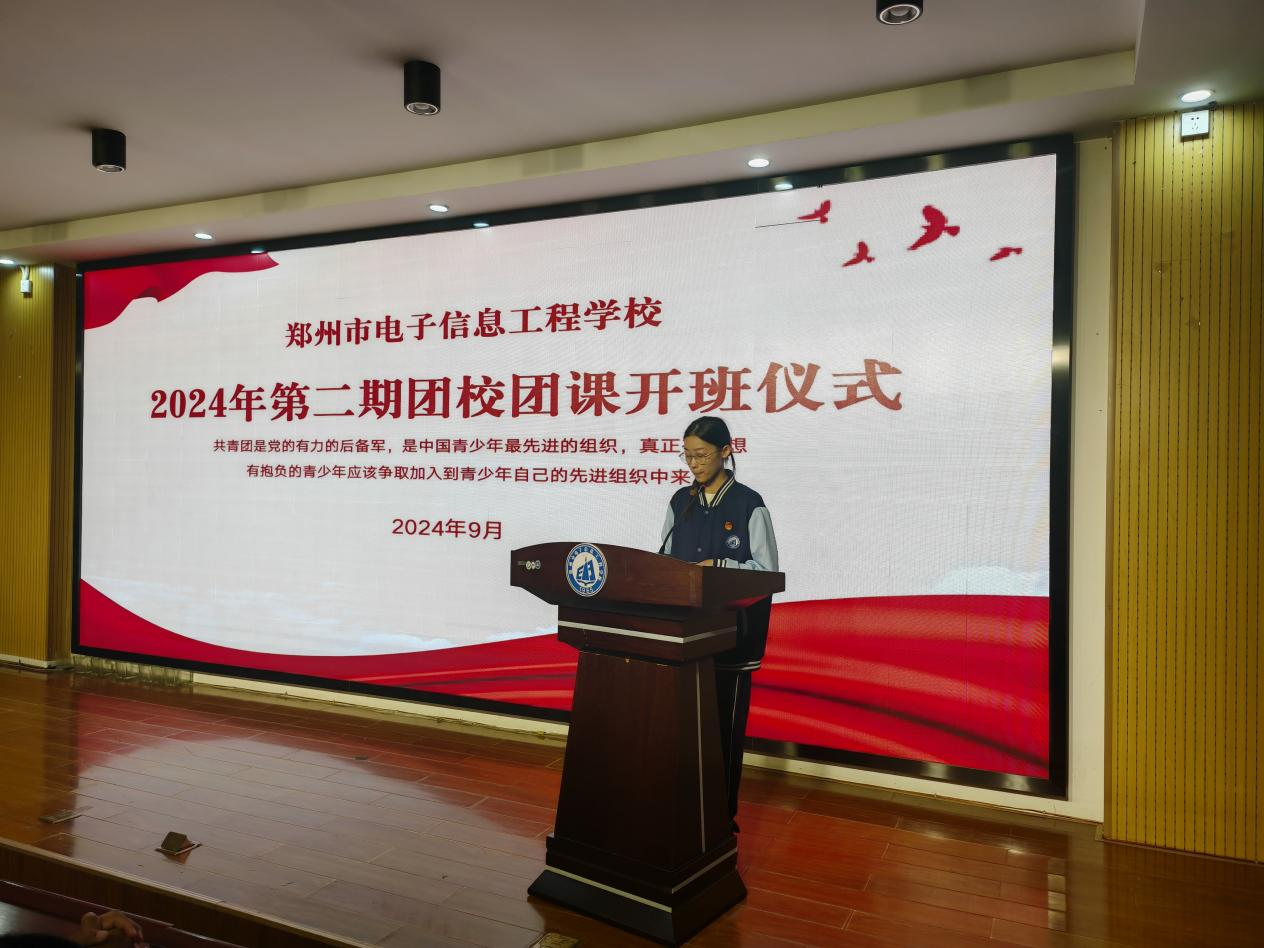 郑州市电子信息工程学校
2024年第二期团校团课开班仪式
共青团是党的有力的后备军，是中国青少年最先进的组织，真正 想
有抱负的青少年应该争取加入到青少年自己的先进组织中来
2024年9月
1985